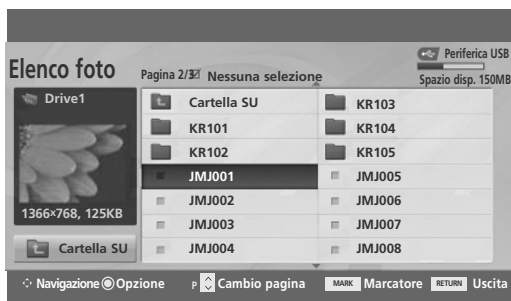 Periferica USB
Elenco foto
Pagina 2/3
Nessuna selezione
Spazio disp. 150MB
Drive1
1366×768, 125KB
Cartella SU
Cartella SU
KR101
KR102
JMJ001
JMJ002
JMJ003
JMJ004
KR103
KR104
KR105
JMJ005
JMJ006
JMJ007
JMJ008
Navigazione Opzione P Cambio pagina MARK Marcatore RETURN Uscita